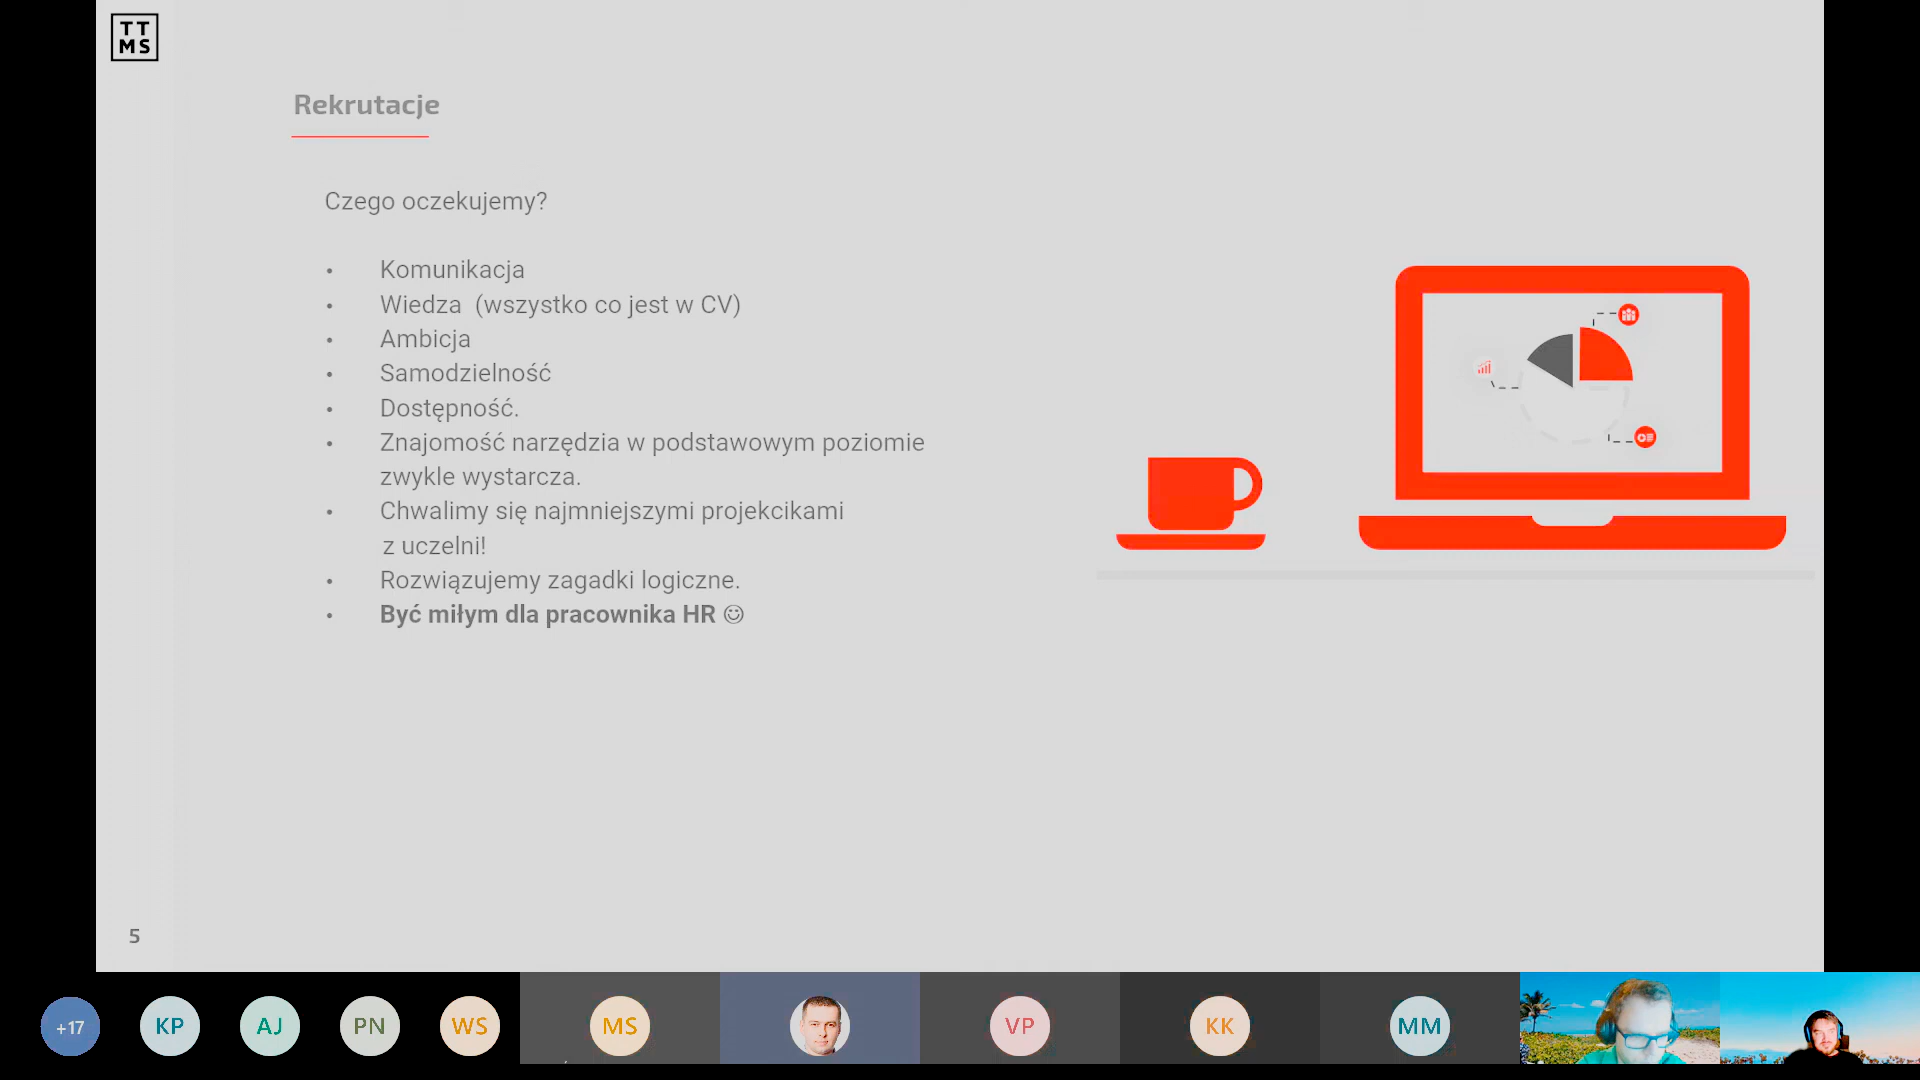 TT
MS
Rekrutacje
Czego oczekujemy?
• Komunikacja
• Wiedza  (wszystko co jest w CV)
• Ambicja
• Samodzielność
• Dostępność.
• Znajomość narzędzia w podstawowym poziomie
zwykle wystarcza.
• Chwalimy się najmniejszymi projekcikami
z uczelni!
• Rozwiązujemy zagadki logiczne.
• Być miłym dla pracownika HR ☺
5
+17
KP
AJ
PN
WS
MS
VP
KK
MM